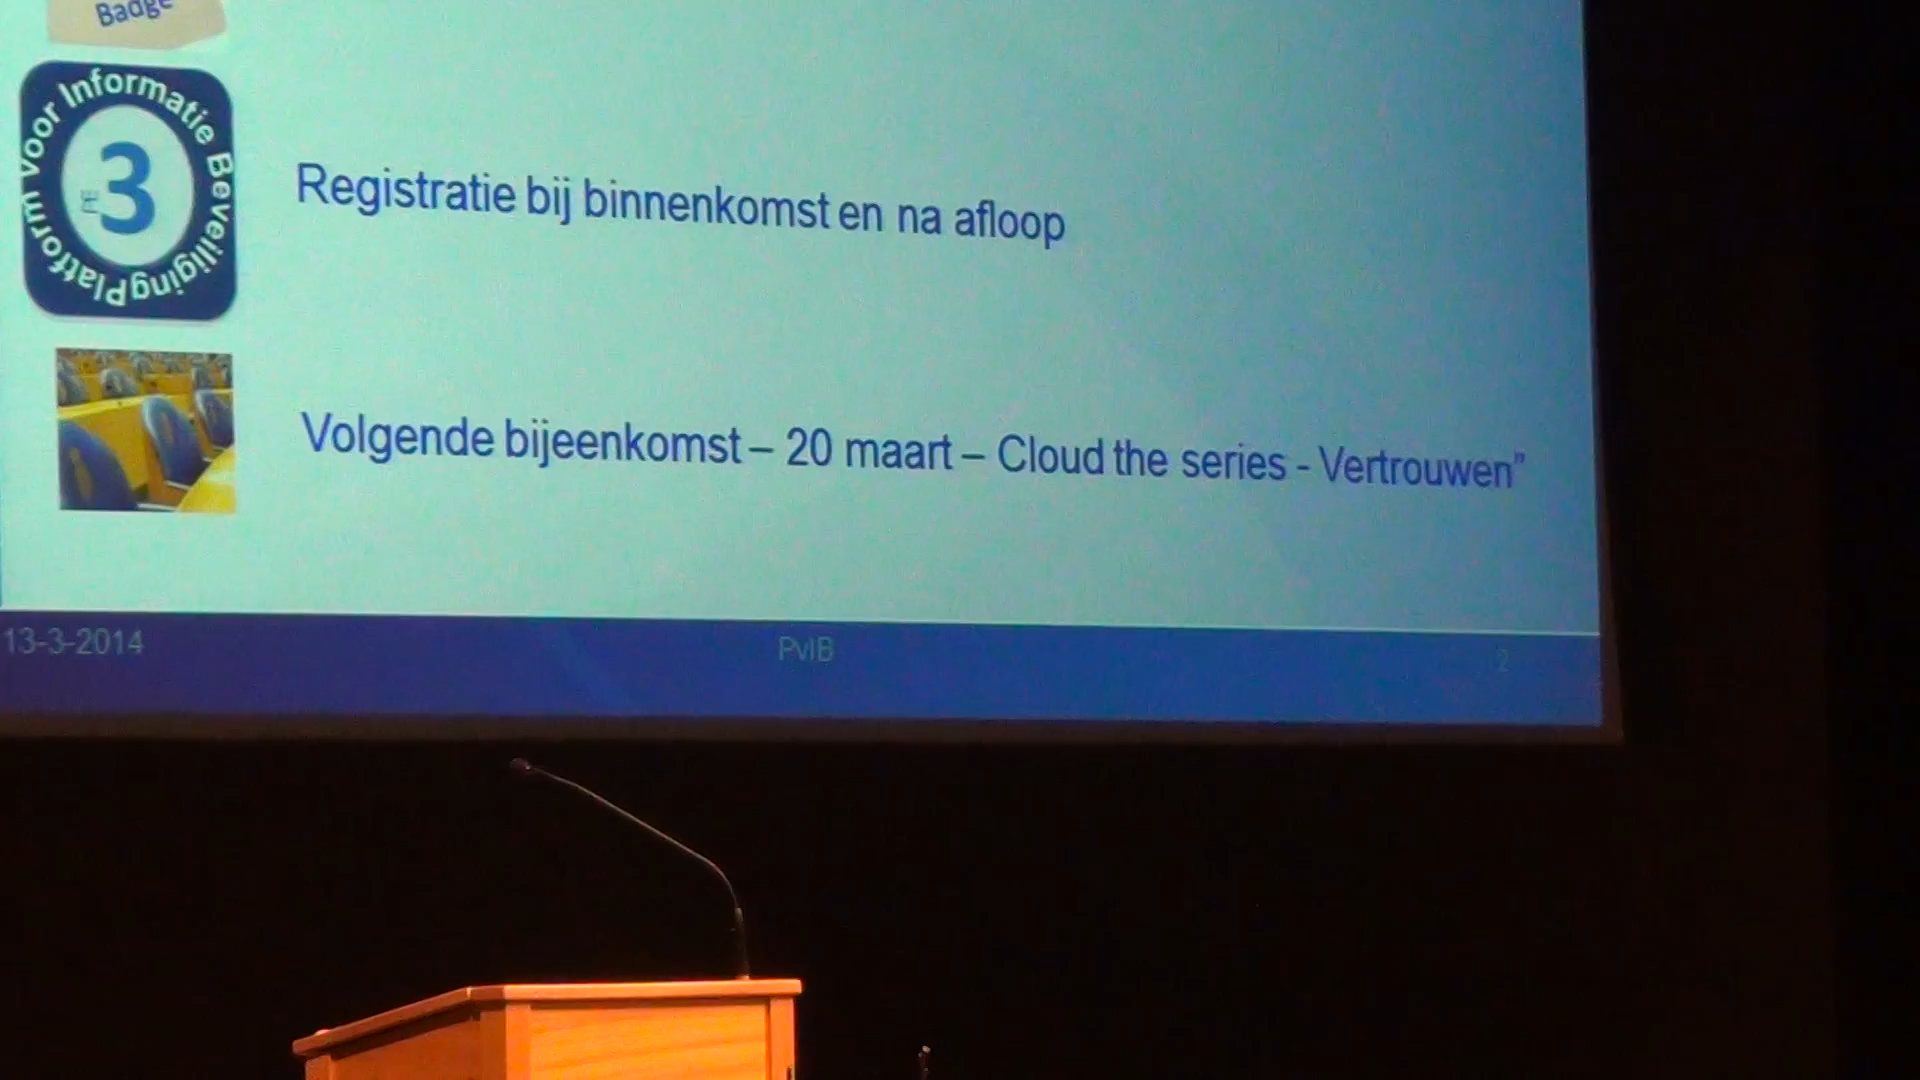 Badge
Platform voor Informatie Beveiliging
3
Registratie bij binnenkomst en na afloop
Volgende bijeenkomst – 20 maart – Cloud the series - Vertrouwen”
13-3-2014
PvIB
2